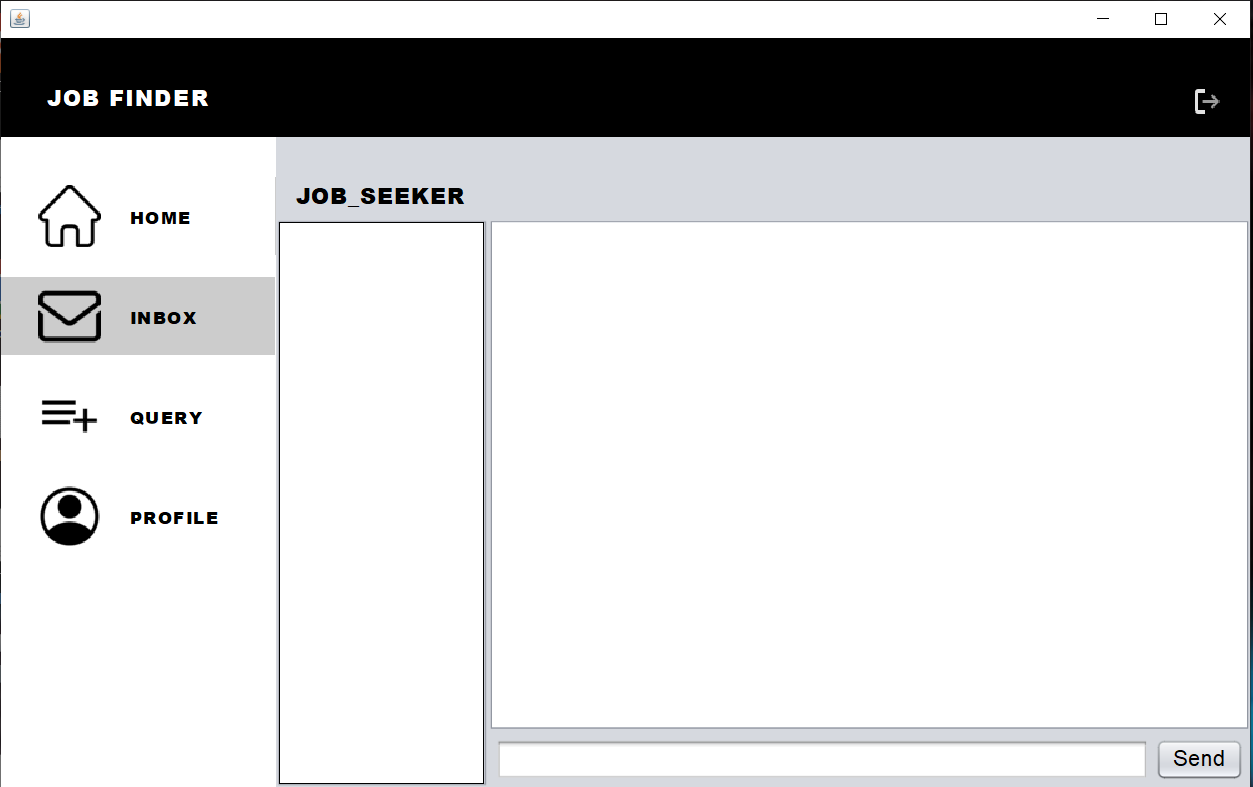 JOB FINDER
HOME
INBOX
QUERY
PROFILE
JOB_SEEKER
Send